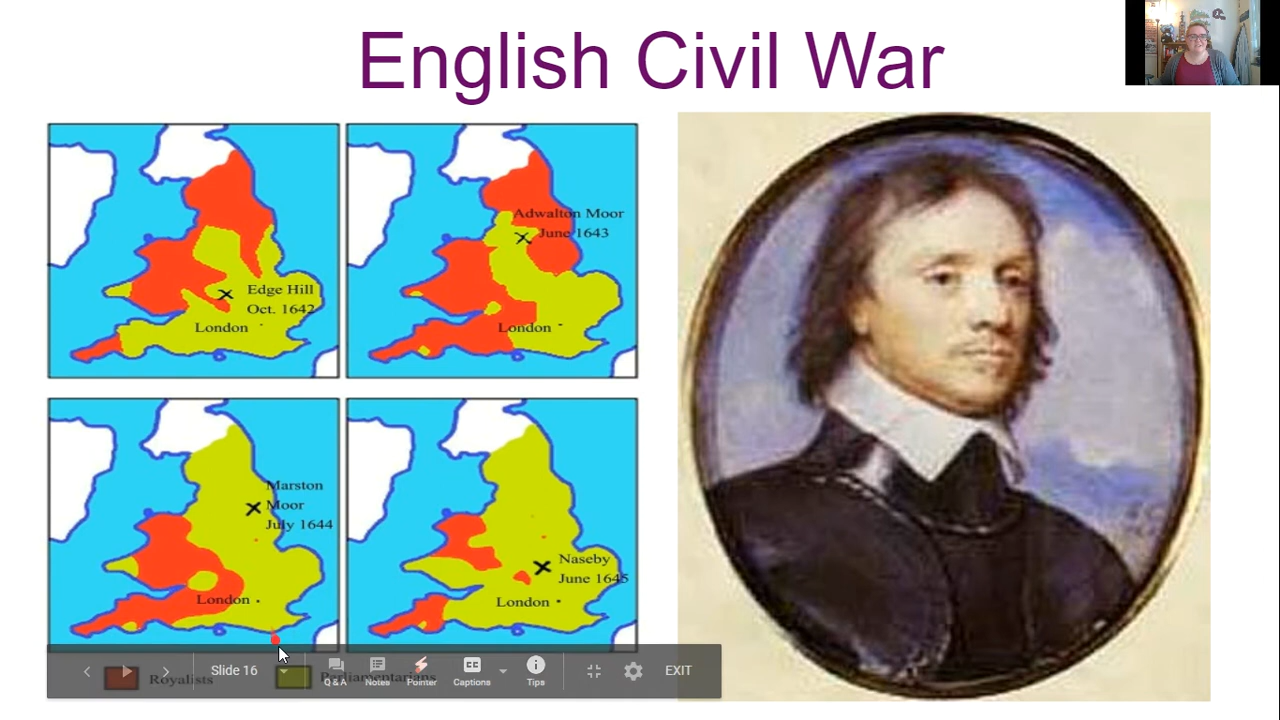 English Civil War
Edge Hill
Oct. 1642
London
Adwalton Moor
June 1643
London
Marston
Moor
July 1644
London
Naseby
June 1645
London
Royalists
Parliamentarians
Slide 16
Q & A
Notes
Pointer
Captions
Tips
EXIT